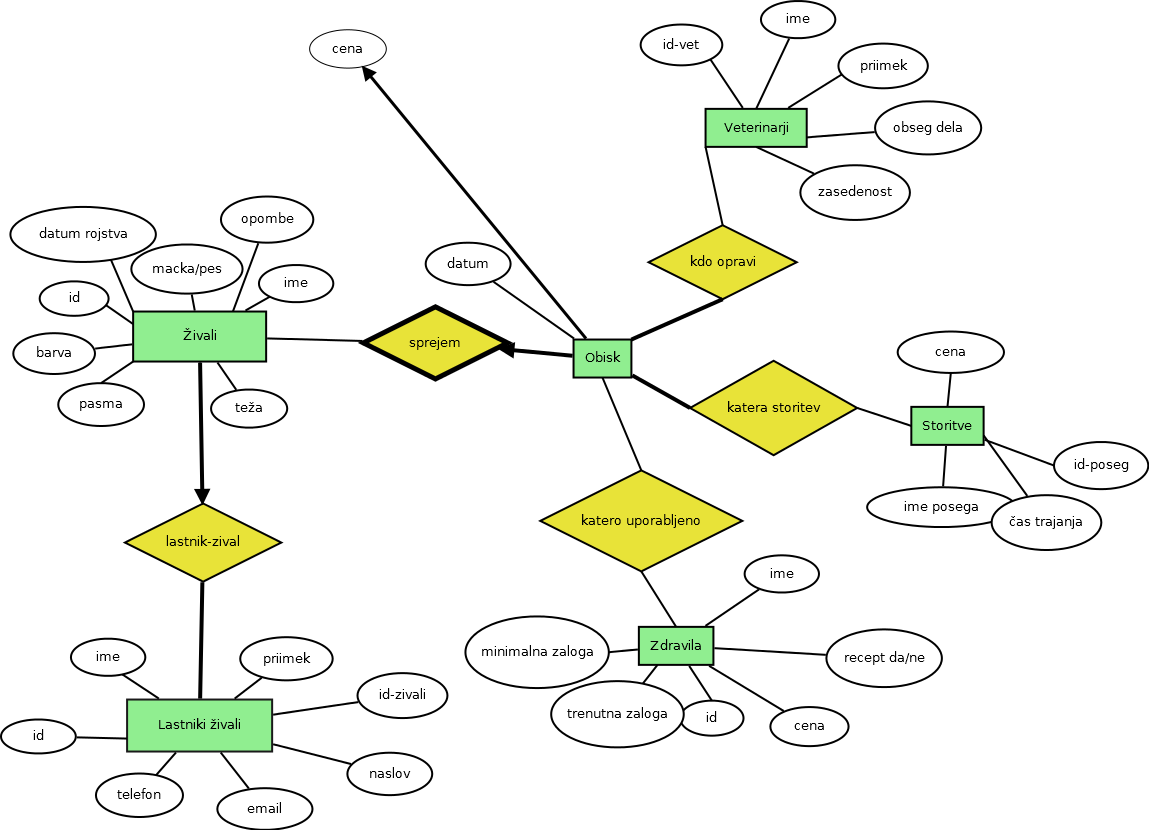 ime
cena
id-vet
priimek
Veterinarji
obseg dela
zasedenost
opombe
datum rojstva
macka/pes
datum
kdo opravi
id
ime
Živali
sprejem
Obisk
barva
cena
pasma
teža
katera storitev
Storitve
id-poseg
ime posega
čas trajanja
katero uporabljeno
lastnik-zival
ime
Zdravila
minimalna zaloga
recept da/ne
ime
priimek
id-zivali
trenutna zaloga
id
cena
Lastniki živali
id
naslov
telefon
email